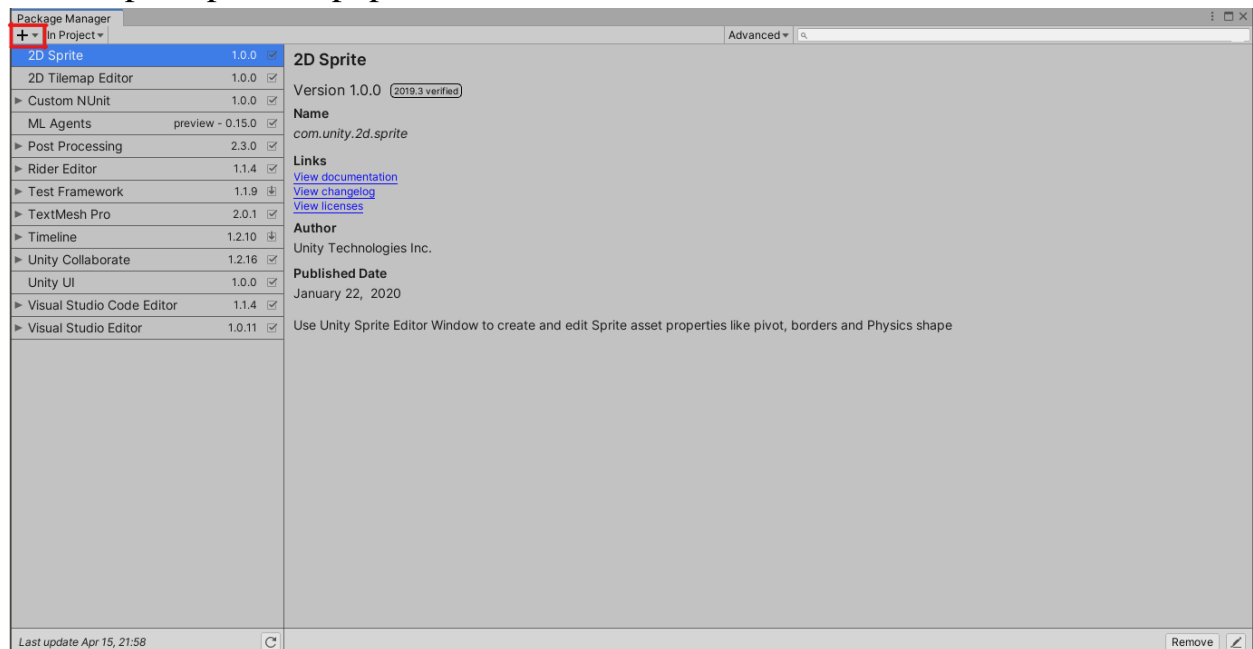 Package Manager
+ In Project
Advanced
2D Sprite 1.0.0
2D Tilemap Editor 1.0.0
Custom NUnit 1.0.0
ML Agents preview - 0.15.0
Post Processing 2.3.0
Rider Editor 1.1.4
Test Framework 1.1.9
TextMesh Pro 2.0.1
Timeline 1.2.10
Unity Collaborate 1.2.16
Unity UI 1.0.0
Visual Studio Code Editor 1.1.4
Visual Studio Editor 1.0.11
2D Sprite
Version 1.0.0 2019.3 verified
Name
com.unity.2d.sprite
Links
View documentation
View changelog
View licenses
Author
Unity Technologies Inc.
Published Date
January 22, 2020
Use Unity Sprite Editor Window to create and edit Sprite asset properties like pivot, borders and Physics shape
Last update Apr 15, 21:58
Remove